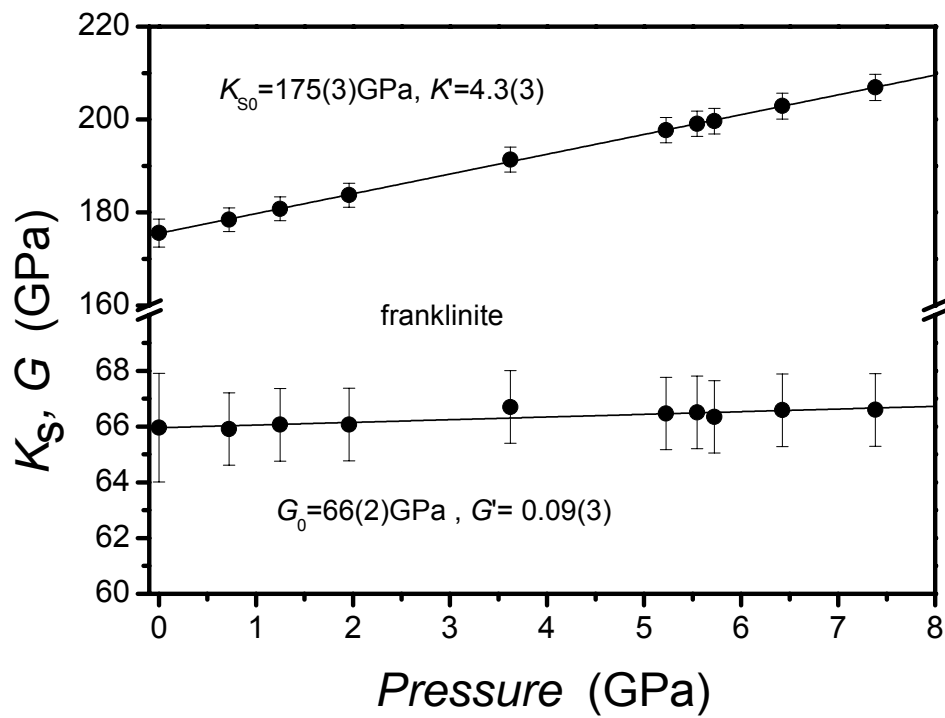 220
K_S0=175(3)GPa, K'=4.3(3)
200
180
160
franklinite
K_S, G (GPa)
68
66
64
G_0=66(2)GPa , G'= 0.09(3)
62
60
0 1 2 3 4 5 6 7 8
Pressure (GPa)